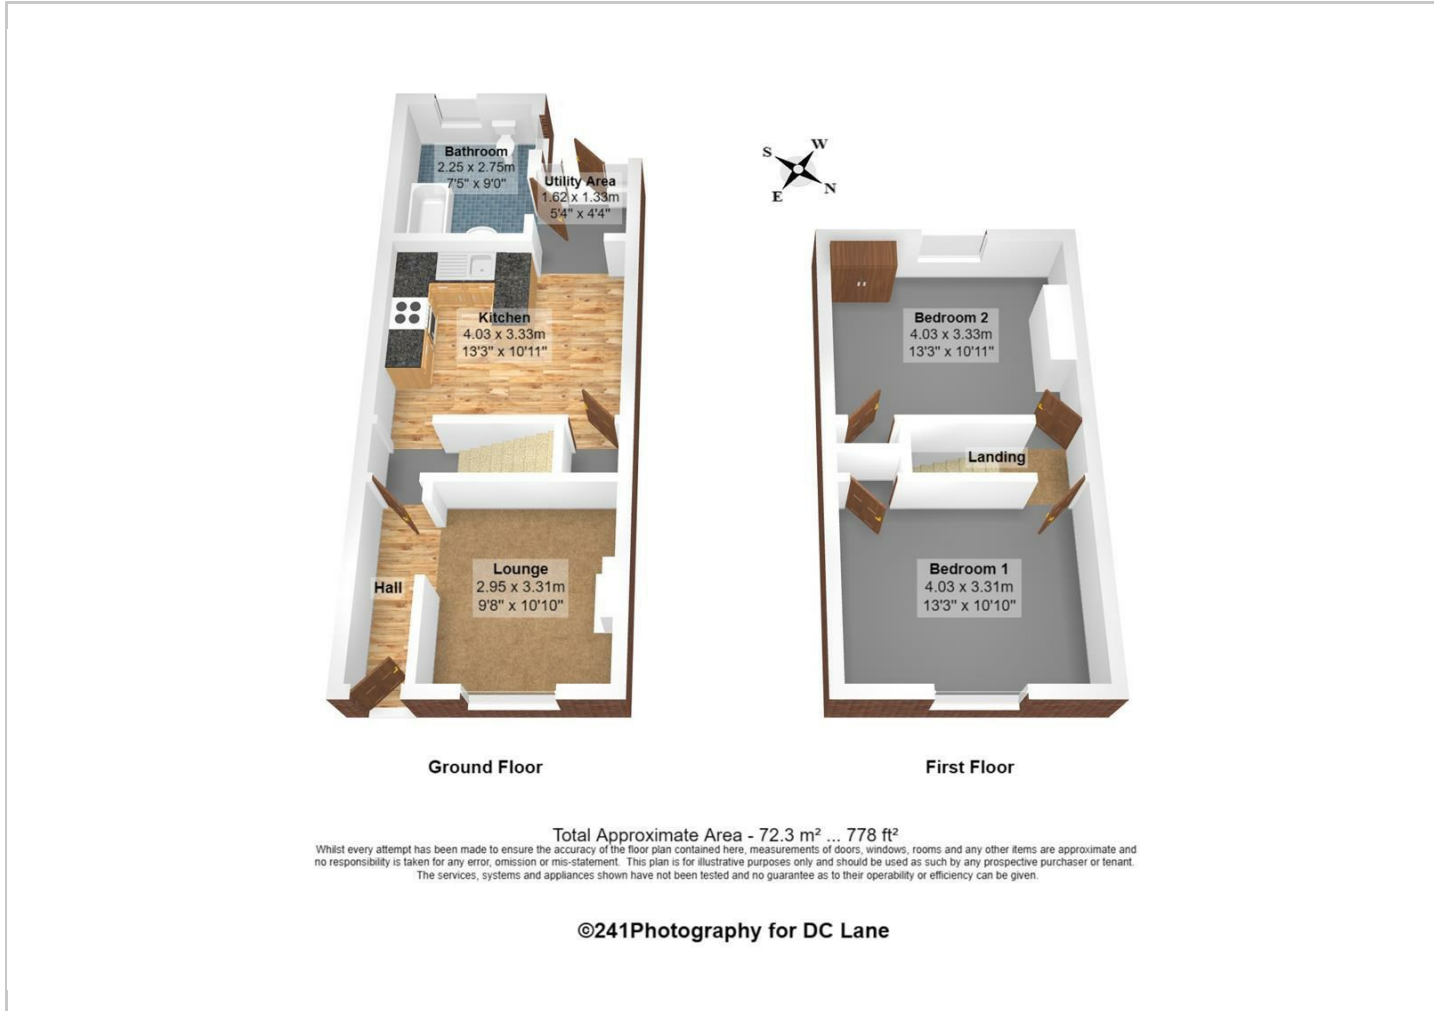 Bathroom
2.25 x 2.75m
7'5" x 9'0"
Utility Area
1.62 x 1.33m
5'4" x 4'4"
Kitchen
4.03 x 3.33m
13'3" x 10'11"
Lounge
2.95 x 3.31m
9'8" x 10'10"
Hall
Ground Floor
S
W
E
N
Bedroom 2
4.03 x 3.33m
13'3" x 10'11"
Landing
Bedroom 1
4.03 x 3.31m
13'3" x 10'10"
First Floor
Total Approximate Area - 72.3 m² ... 778 ft²
Whilst every attempt has been made to ensure the accuracy of the floor plan contained here, measurements of doors, windows, rooms and any other items are approximate and
no responsibility is taken for any error, omission or mis-statement. This plan is for illustrative purposes only and should be used as such by any prospective purchaser or tenant.
The services, systems and appliances shown have not been tested and no guarantee as to their operability or efficiency can be given.
©241Photography for DC Lane